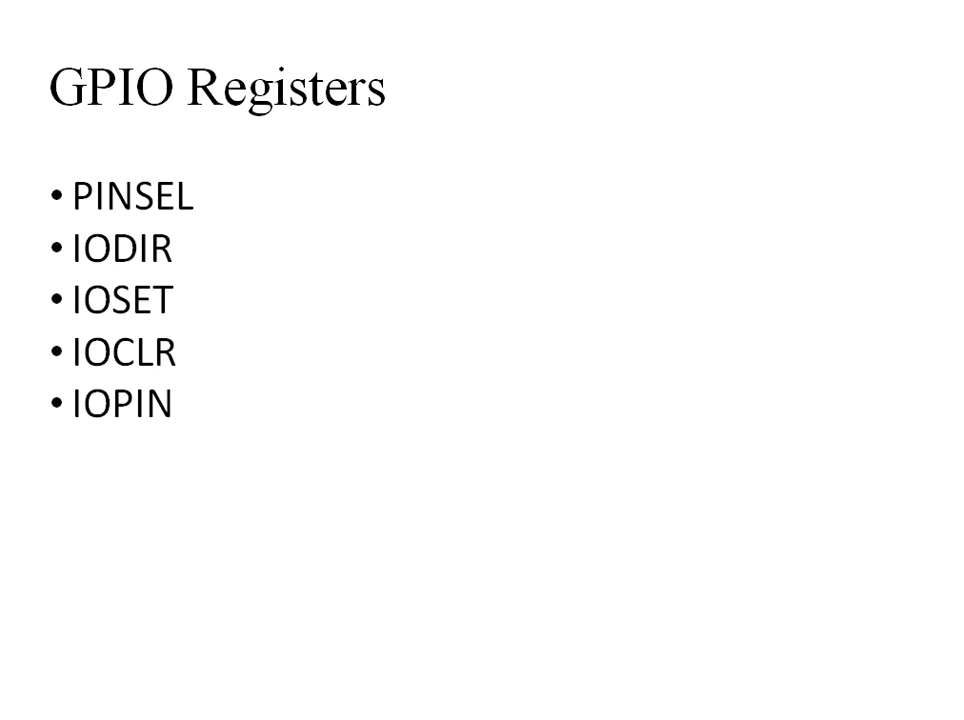 GPIO Registers
• PINSEL
• IODIR
• IOSET
• IOCLR
• IOPIN